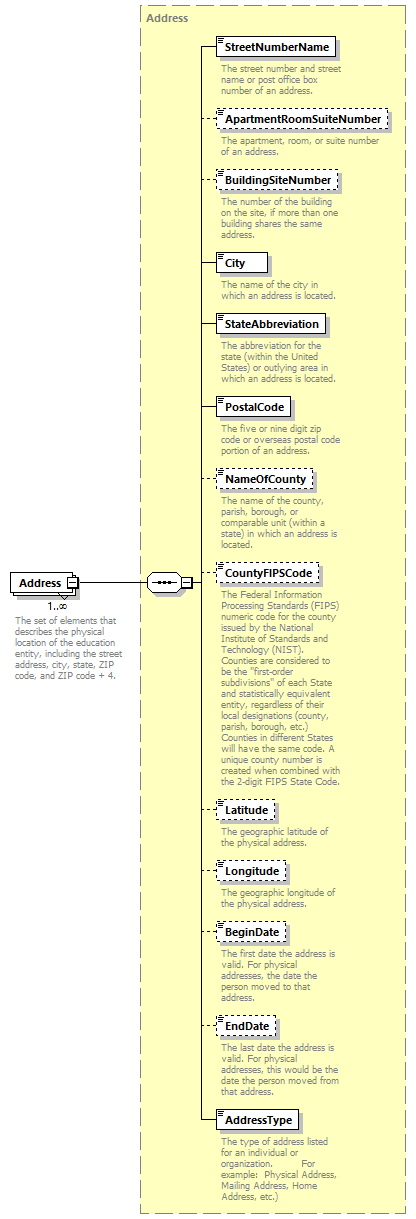 Address
StreetNumberName
The street number and street
name or post office box
number of an address.
ApartmentRoomSuiteNumber
The apartment, room, or suite number
of an address.
BuildingSiteNumber
The number of the building
on the site, if more than one
building shares the same
address.
City
The name of the city in
which an address is located.
StateAbbreviation
The abbreviation for the
state (within the United
States) or outlying area in
which an address is located.
PostalCode
The five or nine digit zip
code or overseas postal code
portion of an address.
NameOfCounty
The name of the county,
parish, borough, or
comparable unit (within a
state) in which an address is
located.
Address
1..∞
The set of elements that
describes the physical
location of the education
entity, including the street
address, city, state, ZIP
code, and ZIP code + 4.
CountyFIPSCode
The Federal Information
Processing Standards (FIPS)
numeric code for the county
issued by the National
Institute of Standards and
Technology (NIST).
Counties are considered to
be the "first-order
subdivisions" of each State
and statistically equivalent
entity, regardless of their
local designations (county,
parish, borough, etc.)
Counties in different States
will have the same code. A
unique county number is
created when combined with
the 2-digit FIPS State Code.
Latitude
The geographic latitude of
the physical address.
Longitude
The geographic longitude of
the physical address.
BeginDate
The first date the address is
valid. For physical
addresses, the date the
person moved to that
address.
EndDate
The last date the address is
valid. For physical
addresses, this would be the
date the person moved from
that address.
AddressType
The type of address listed
for an individual or
organization. For
example: Physical Address,
Mailing Address, Home
Address, etc.)